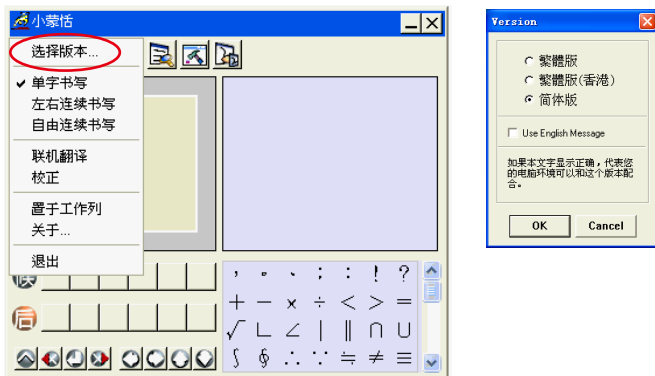 小蒙恬
选择版本...
单字书写
左右连续书写
自由连续书写
联机翻译
校正
置于工作列
关于...
退出
候
, 。 、 ; : ! ?
后
+ − × ÷ < > =
√ ∟ ∠ | ∥ ∩ ∪
∫ ∮ ∴ ∵ ≒ ≠ ≡
Version
繁體版
繁體版(香港)
简体版
Use English Message
如果本文字显示正确，代表您
的电脑环境可以和这个版本配
合。
OK Cancel